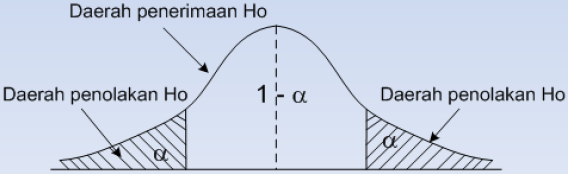 Daerah penerimaan Ho
Daerah penolakan Ho
1 - α
Daerah penolakan Ho
α
α